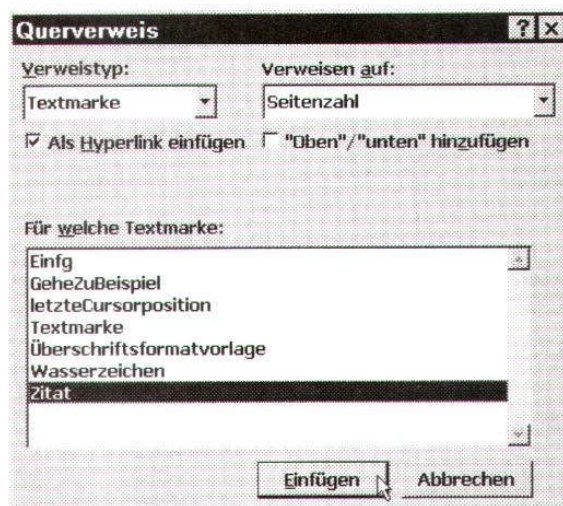 Querverweis
Verweistyp: Verweisen auf:
Textmarke Seitenzahl
Als Hyperlink einfügen "Oben"/"unten" hinzufügen
Für welche Textmarke:
Einfg
GeheZuBeispiel
letzteCursorposition
Textmarke
Überschriftsformatvorlage
Wasserzeichen
Zitat
Einfügen Abbrechen